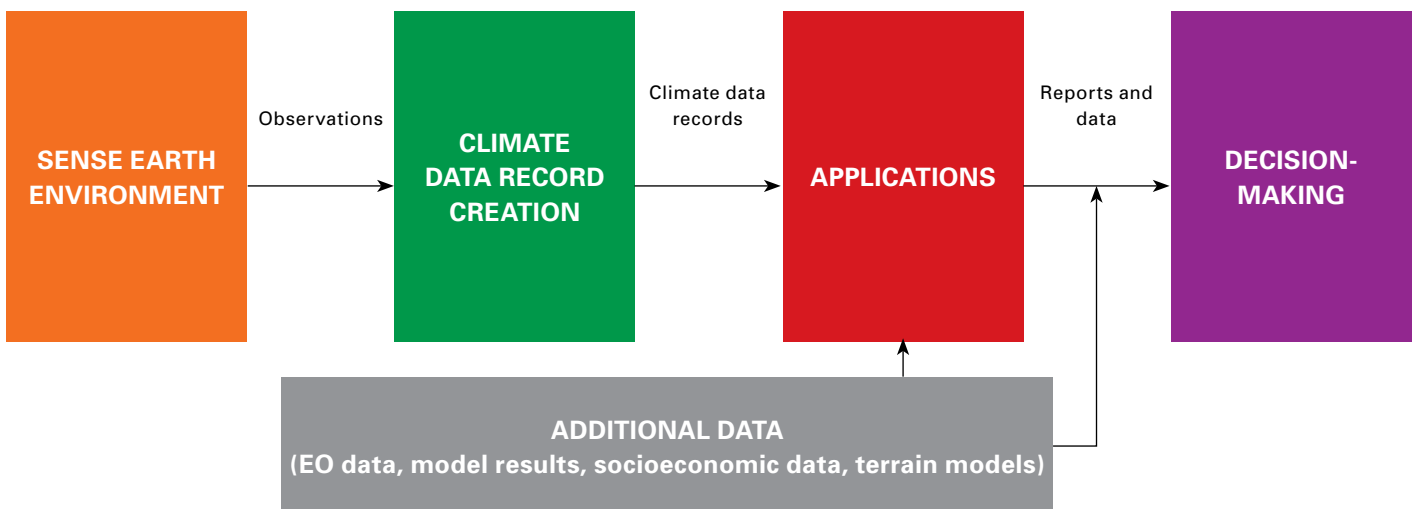 SENSE EARTH
ENVIRONMENT
Observations
CLIMATE
DATA RECORD
CREATION
Climate data
records
APPLICATIONS
Reports and
data
DECISION-
MAKING
ADDITIONAL DATA
(EO data, model results, socioeconomic data, terrain models)